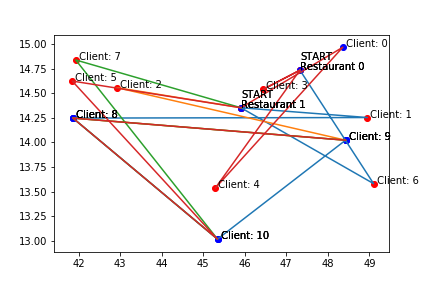 15.00
14.75
14.50
14.25
14.00
13.75
13.50
13.25
13.00
Client: 0
START
Restaurant 0
Client: 7
Client: 5
Client: 2
Client: 3
START
Restaurant 1
Client: 8
Client: 1
Client: 9
Client: 6
Client: 4
Client: 10
42 43 44 45 46 47 48 49